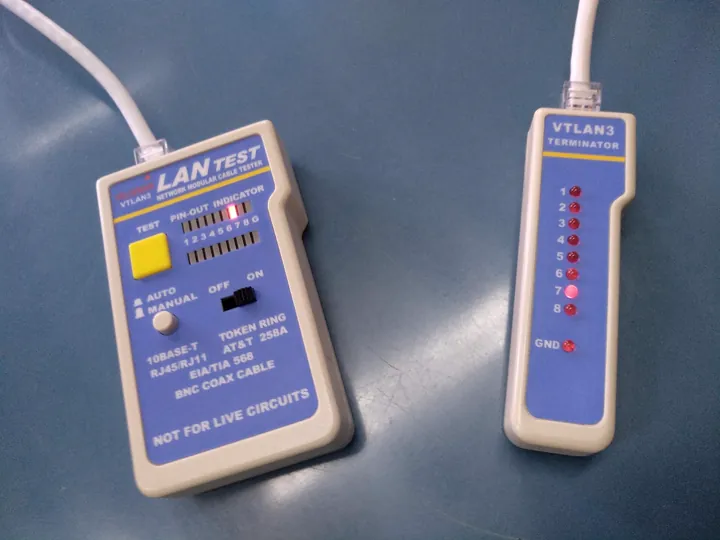 VTLAN3
LAN TEST
NETWORK MODULAR CABLE TESTER
TEST
PIN-OUT INDICATOR
1 2 3 4 5 6 7 8 G
AUTO
MANUAL
OFF
ON
10BASE-T
TOKEN RING
RJ45/RJ11
AT&T 258A
EIA/TIA 568
BNC COAX CABLE
NOT FOR LIVE CIRCUITS
VTLAN3
TERMINATOR
1
2
3
4
5
6
7
8
GND